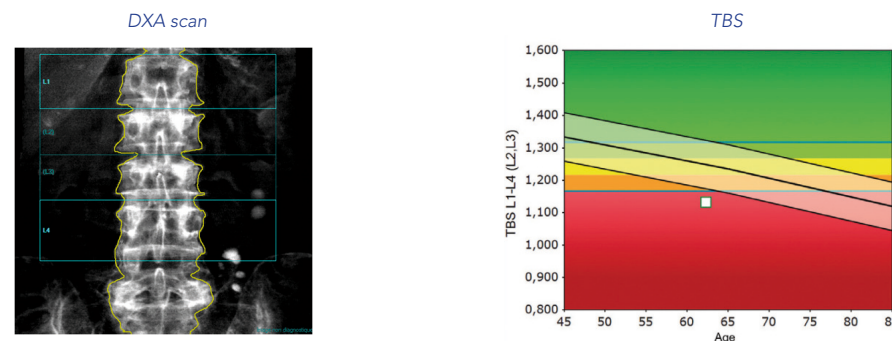 DXA scan
TBS
L1
(L2)
(L3)
L4
TBS L1-L4 (L2,L3)
1,600
1,500
1,400
1,300
1,200
1,100
1,000
0,900
0,800
45 50 55 60 65 70 75 80 8
Age